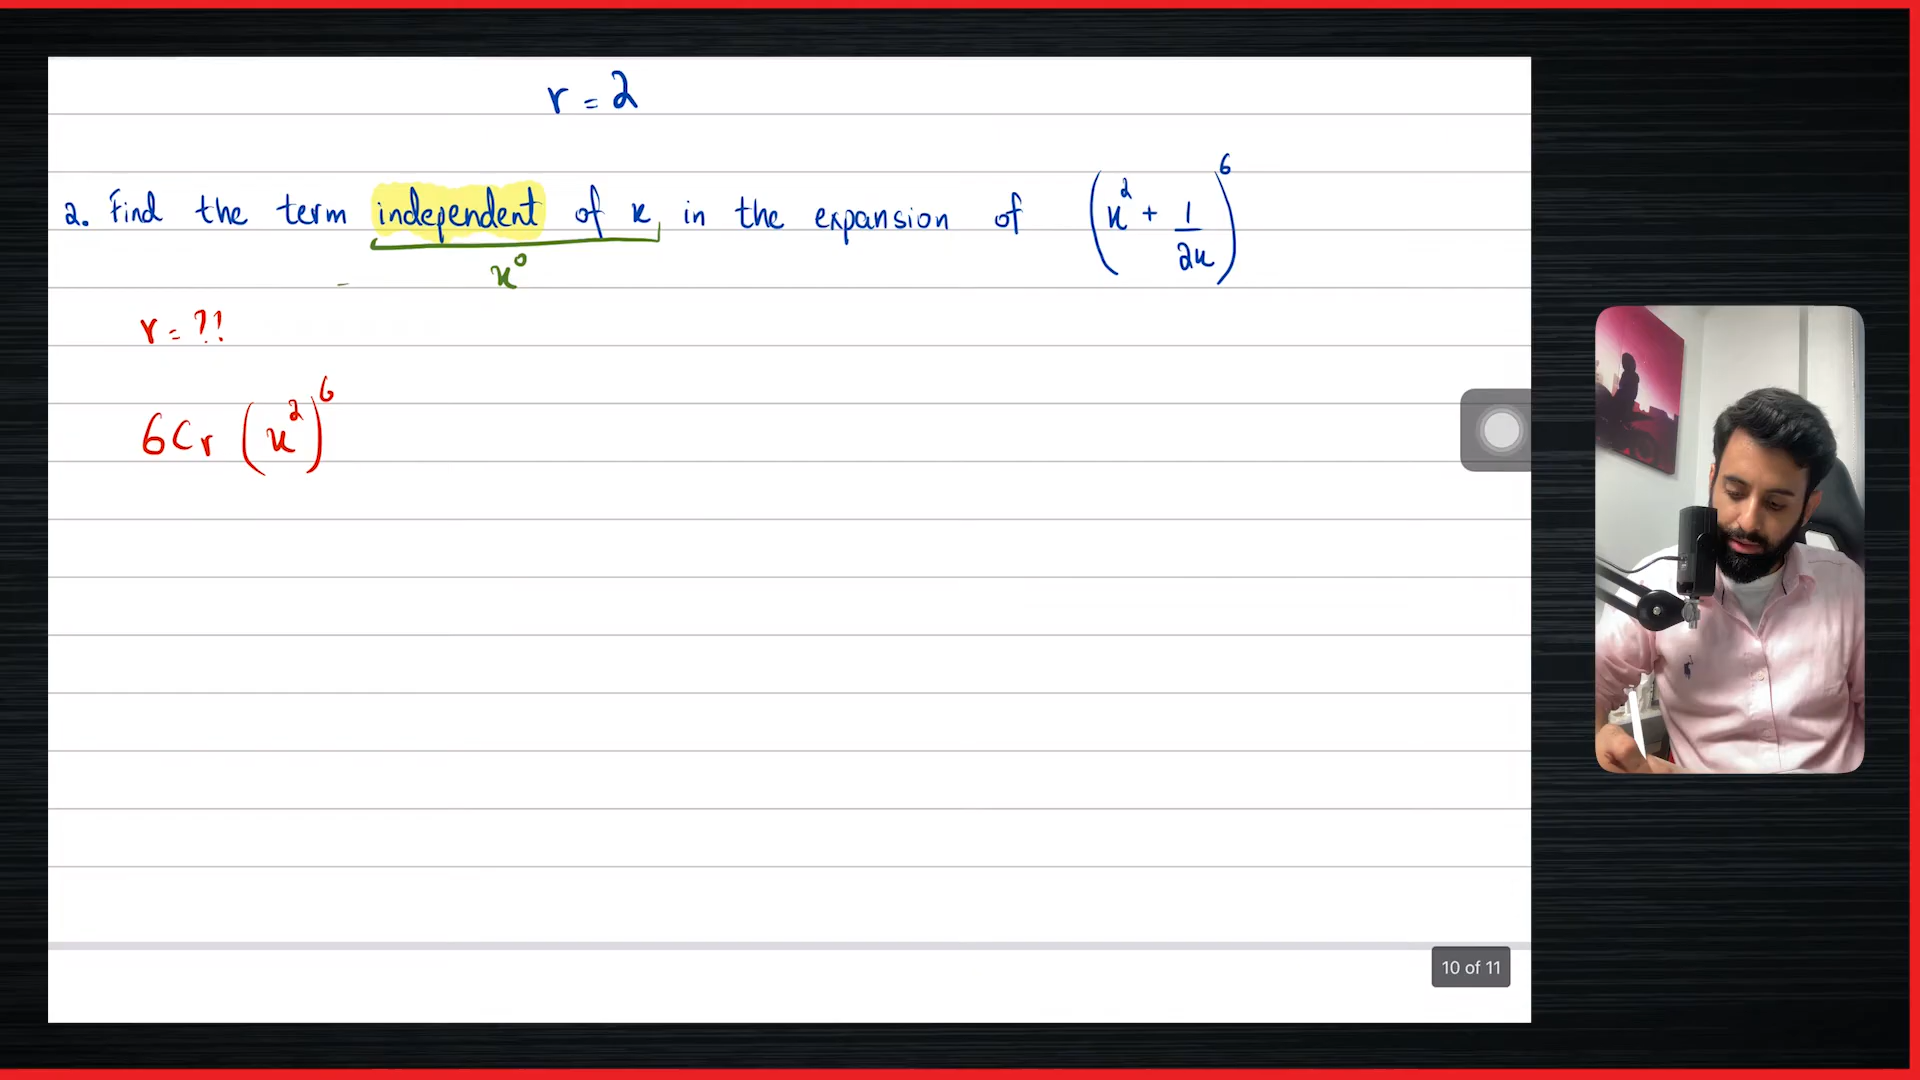 r = 2
2. Find the term independent of x in the expansion of (x² + 1/2x)⁶
x⁰
r = ??
6Cr (x²)⁶
10 of 11